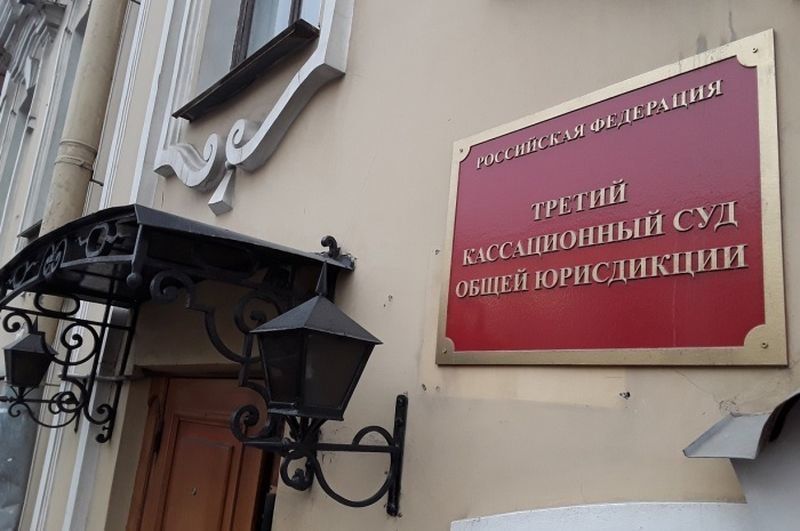 РОССИЙСКАЯ ФЕДЕРАЦИЯ
ТРЕТИЙ
КАССАЦИОННЫЙ СУД
ОБЩЕЙ ЮРИСДИКЦИИ